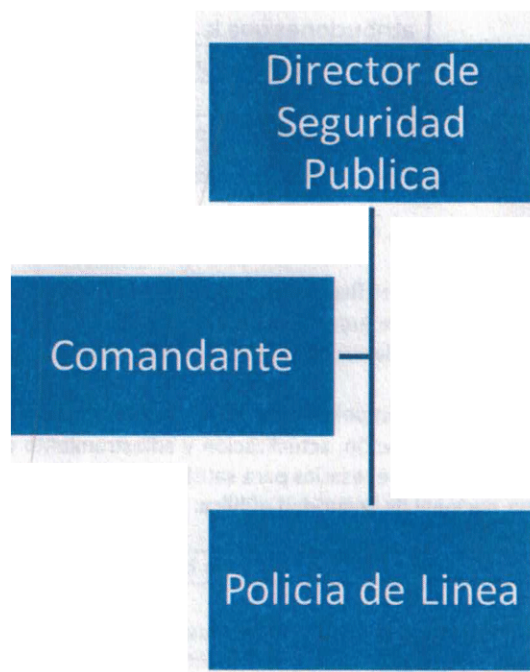 Director de
Seguridad
Publica
Comandante
Policia de Linea